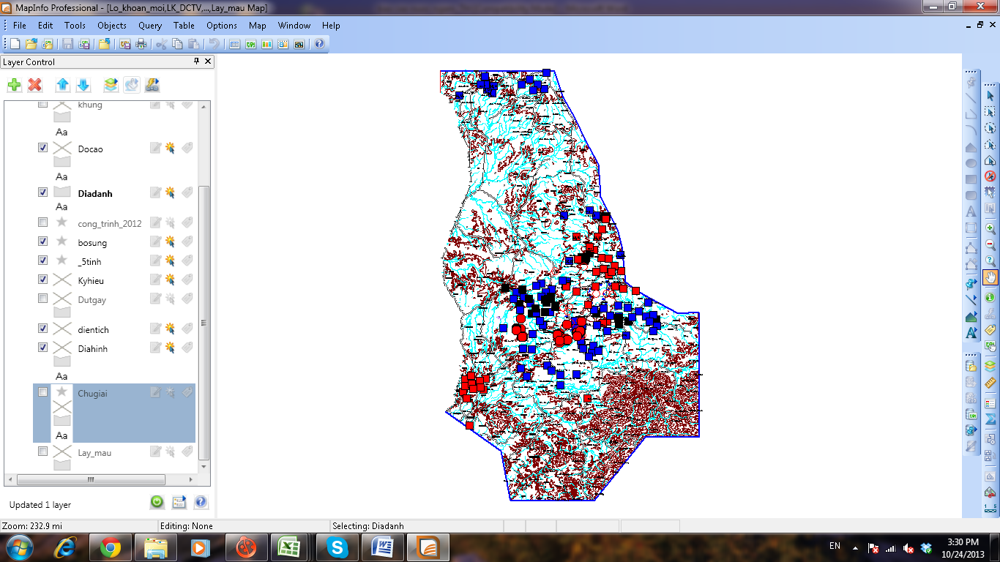 MapInfo Professional - [Lo_khoan_moi,LK_DCTV,...,Lay_mau Map]
File Edit Tools Objects Query Table Options Map Window Help
Layer Control
khung
Aa
Docao
Aa
Diadanh
Aa
cong_trinh_2012
bosung
_5tinh
Kyhieu
Dutgay
dientich
Diahinh
Aa
Chugiai
Aa
Lay_mau
Updated 1 layer
Zoom: 232.9 mi Editing: None Selecting: Diadanh
EN 3:30 PM
10/24/2013